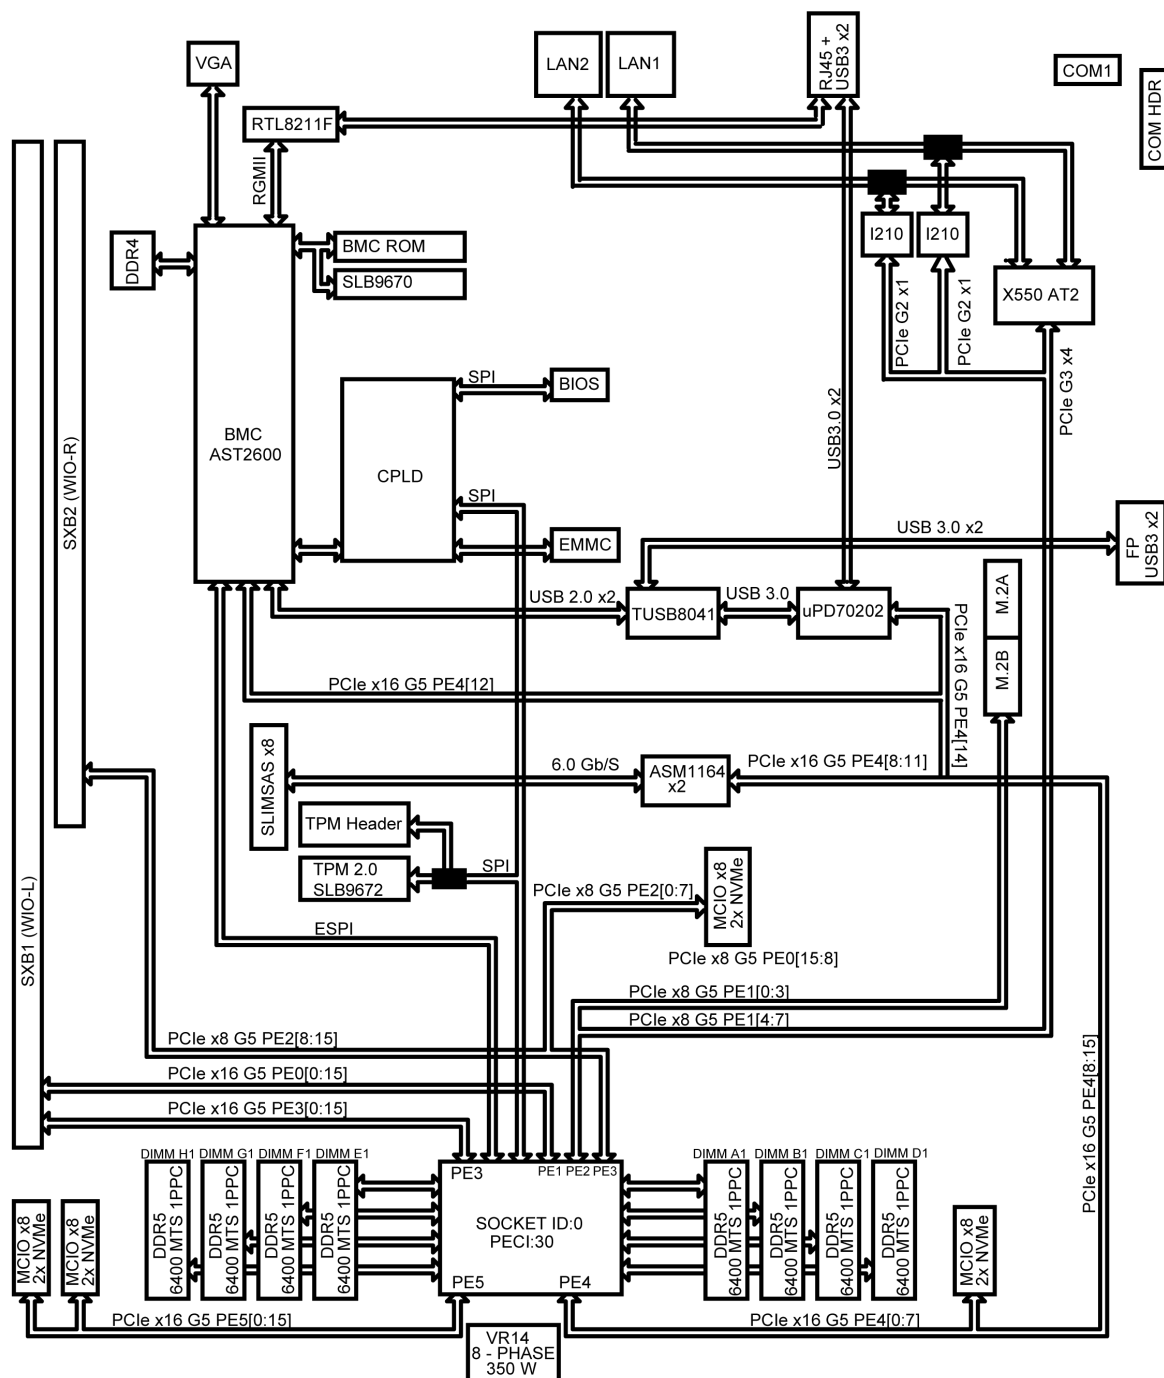 VGA
LAN2
LAN1
RJ45 +
USB3 x2
COM1
COM HDR
RTL8211F
RGMII
DDR4
BMC ROM
SLB9670
I210
I210
X550 AT2
PCIe G2 x1
PCIe G2 x1
PCIe G3 x4
SPI
BIOS
BMC
AST2600
CPLD
USB3.0 x2
SXB2 (WIO-R)
SPI
EMMC
USB 3.0 x2
FP
USB3 x2
M.2A
USB 2.0 x2
TUSB8041
USB 3.0
uPD70202
M.2B
PCIe x16 G5 PE4[14]
PCIe x16 G5 PE4[12]
SLIMSAS x8
6.0 Gb/S
ASM1164
x2
PCIe x16 G5 PE4[8:11]
TPM Header
TPM 2.0
SLB9672
SPI
PCIe x8 G5 PE2[0:7]
MCIO x8
2x NVMe
SXB1 (WIO-L)
ESPI
PCIe x8 G5 PE0[15:8]
PCIe x8 G5 PE1[0:3]
PCIe x8 G5 PE1[4:7]
PCIe x8 G5 PE2[8:15]
PCIe x16 G5 PE0[0:15]
PCIe x16 G5 PE3[0:15]
PCIe x16 G5 PE4[8:15]
DIMM H1
DIMM G1
DIMM F1
DIMM E1
DIMM A1
DIMM B1
DIMM C1
DIMM D1
PE3
PE1
PE2
PE3
DDR5
6400 MTS 1PPC
DDR5
6400 MTS 1PPC
DDR5
6400 MTS 1PPC
DDR5
6400 MTS 1PPC
SOCKET ID:0
PECI:30
DDR5
6400 MTS 1PPC
DDR5
6400 MTS 1PPC
DDR5
6400 MTS 1PPC
DDR5
6400 MTS 1PPC
MCIO x8
2x NVMe
MCIO x8
2x NVMe
PE5
PE4
MCIO x8
2x NVMe
PCIe x16 G5 PE5[0:15]
PCIe x16 G5 PE4[0:7]
VR14
8 - PHASE
350 W